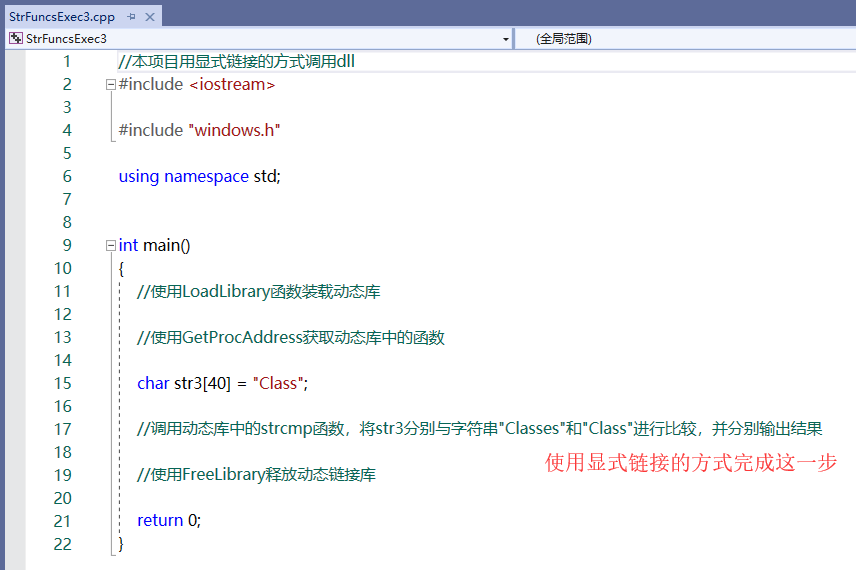 StrFuncsExec3.cpp
StrFuncsExec3 (全局范围)
1 //本项目用显式链接的方式调用dll
2 #include <iostream>
3
4 #include "windows.h"
5
6 using namespace std;
7
8
9 int main()
10 {
11 //使用LoadLibrary函数装载动态库
12
13 //使用GetProcAddress获取动态库中的函数
14
15 char str3[40] = "Class";
16
17 //调用动态库中的strcmp函数，将str3分别与字符串"Classes"和"Class"进行比较，并分别输出结果
18
使用显式链接的方式完成这一步
19 //使用FreeLibrary释放动态链接库
20
21 return 0;
22 }